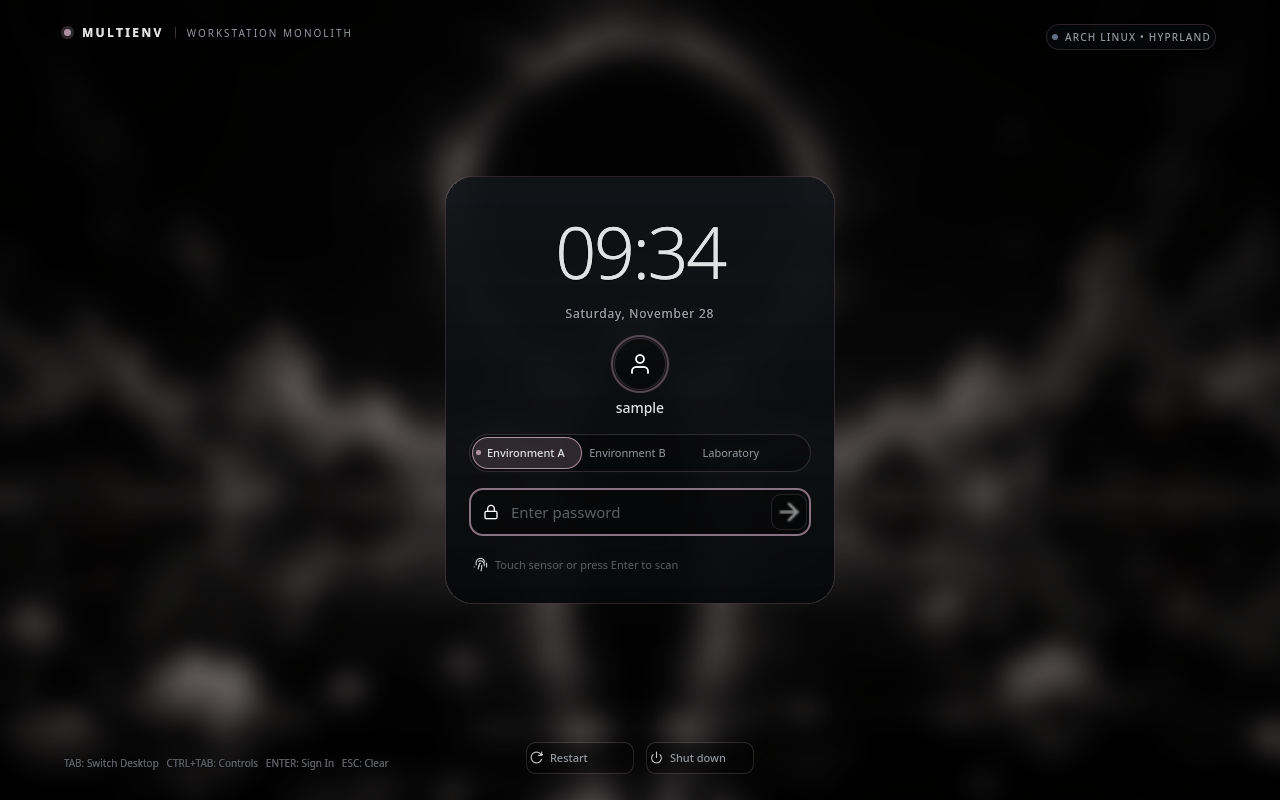 MULTIENV WORKSTATION MONOLITH
ARCH LINUX • HYPRLAND
09:34
Saturday, November 28
sample
Environment A Environment B Laboratory
Enter password
Touch sensor or press Enter to scan
Restart Shut down
TAB: Switch Desktop CTRL+TAB: Controls ENTER: Sign In ESC: Clear